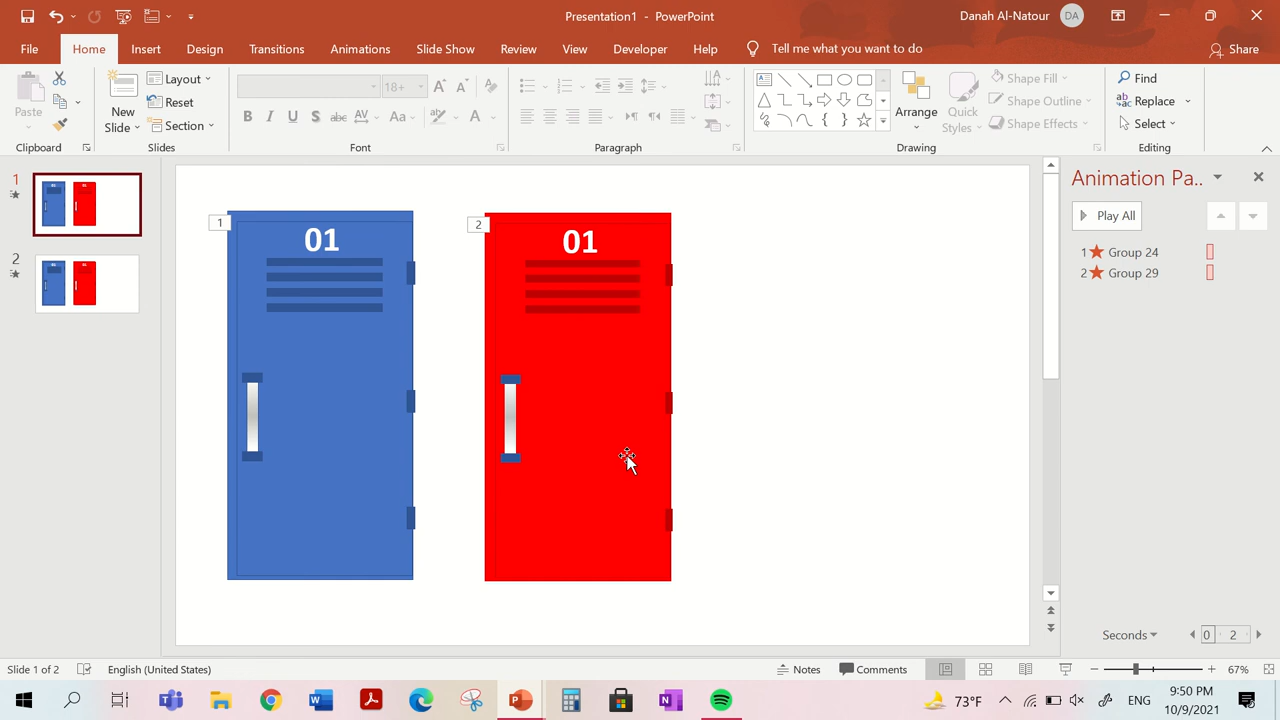 Presentation1 - PowerPoint
Danah Al-Natour
DA
File Home Insert Design Transitions Animations Slide Show Review View Developer Help Tell me what you want to do Share
Paste
Clipboard
New Slide
Layout
Reset
Section
Slides
18+
B I U S abc AV Aa A
Font
Paragraph
Arrange
Quick Styles
Shape Fill
Shape Outline
Shape Effects
Drawing
Find
Replace
Select
Editing
1
2
1
01
2
01
Animation Pa..
Play All
1 Group 24
2 Group 29
Seconds 0 2
Slide 1 of 2 English (United States) Notes Comments 67%
73°F ENG 9:50 PM
10/9/2021